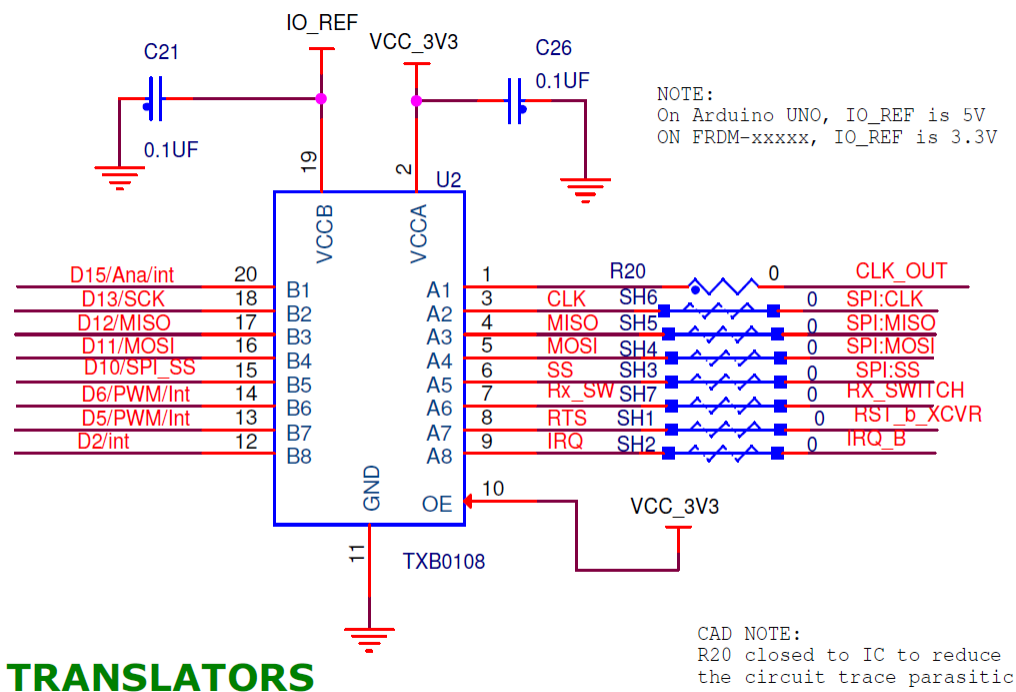 IO_REF
VCC_3V3
C21
C26
0.1UF
0.1UF
NOTE:
On Arduino UNO, IO_REF is 5V
ON FRDM-xxxxx, IO_REF is 3.3V
19
2
U2
VCCB
VCCA
D15/Ana/int 20 B1 A1 1 R20 0 CLK_OUT
D13/SCK 18 B2 A2 3 CLK SH6 0 SPI:CLK
D12/MISO 17 B3 A3 4 MISO SH5 0 SPI:MISO
D11/MOSI 16 B4 A4 5 MOSI SH4 0 SPI:MOSI
D10/SPI_SS 15 B5 A5 6 SS SH3 0 SPI:SS
D6/PWM/Int 14 B6 A6 7 Rx_SW SH7 0 RX_SWITCH
D5/PWM/Int 13 B7 A7 8 RTS SH1 0 RST_b_XCVR
D2/int 12 B8 A8 9 IRQ SH2 0 IRQ_B
GND
OE 10
VCC_3V3
11
TXB0108
CAD NOTE:
R20 closed to IC to reduce
the circuit trace parasitic
TRANSLATORS